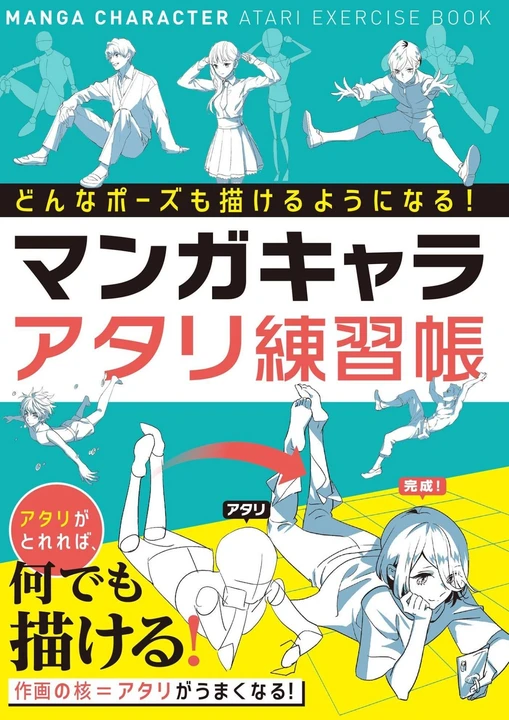 MANGA CHARACTER ATARI EXERCISE BOOK
どんなポーズも描けるようになる!
マンガキャラ
アタリ練習帳
アタリ
完成!
アタリが
とれれば、
何でも
描ける!
作画の核=アタリがうまくなる!